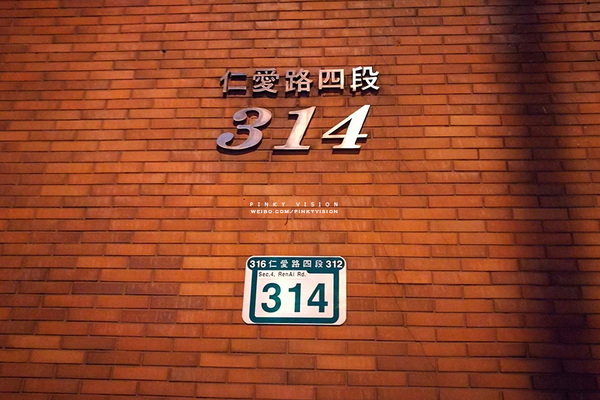 仁愛路四段
314
PINKY VISION
WEIBO.COM/PINKYVISION
316 仁愛路四段 312
Sec.4, RenAi Rd.
314